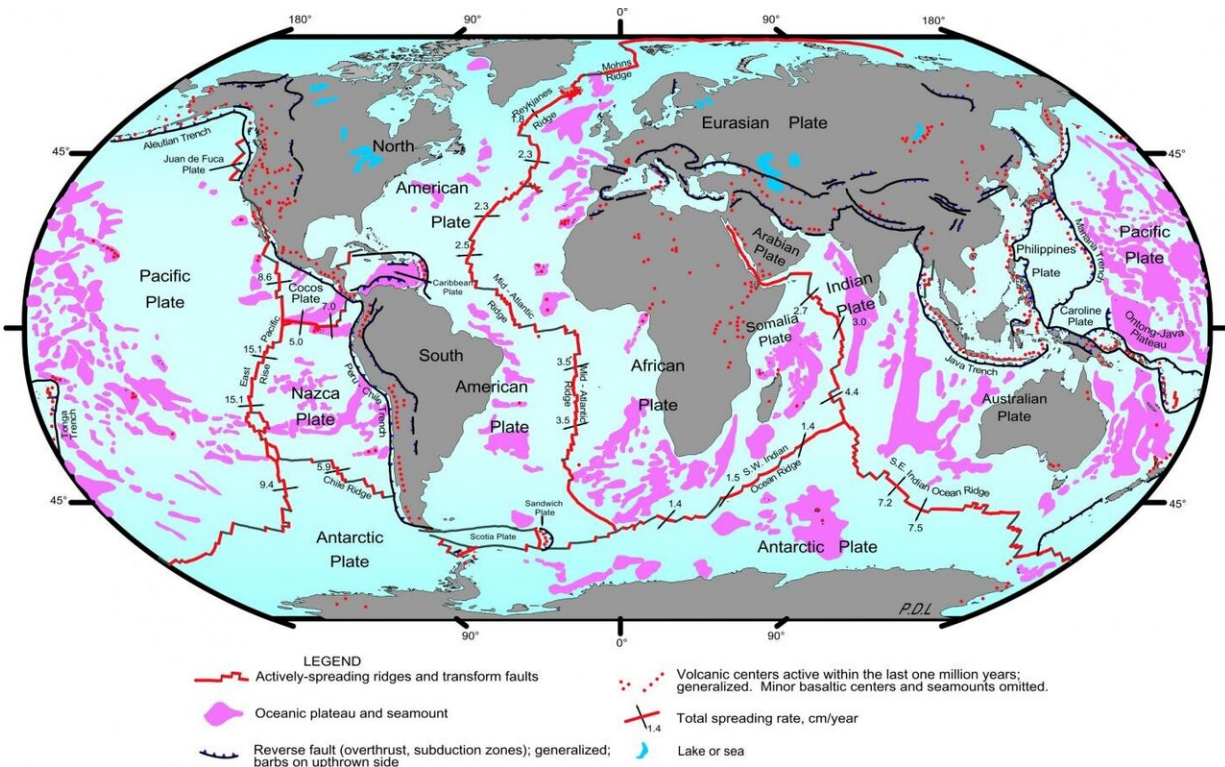 180°
0°
90°
180°
Mohns
Ridge
Reykjanes
Ridge
1.8
Aleutian Trench
Eurasian Plate
45°
45°
North
Juan de Fuca
Plate
2.3
American
Plate
2.3
2.5
Arabian
Plate
Philippines
Plate
Mariana Trench
Pacific
Plate
Pacific
Plate
8.6
Cocos
Plate
7.0
5.0
Caribbean
Plate
Mid - Atlantic
Ridge
Indian
Plate
2.7
3.0
Somalia
Plate
Caroline
Plate
Ontong-Java
Plateau
East Pacific
Rise
15.1
15.1
Nazca
Plate
Peru - Chile Trench
South
American
Plate
3.5
Mid - Atlantic
Ridge
3.5
African
Plate
Java Trench
4.4
Australian
Plate
Tonga
Trench
1.4
S.W. Indian
Ocean Ridge
1.5
1.4
5.9
Chile Ridge
9.4
S.E. Indian Ocean Ridge
7.2
7.5
45°
45°
Sandwich
Plate
Scotia Plate
Antarctic
Plate
Antarctic Plate
P.D.L
90°
0°
90°
LEGEND
Actively-spreading ridges and transform faults
Oceanic plateau and seamount
Reverse fault (overthrust, subduction zones); generalized;
barbs on upthrown side
Volcanic centers active within the last one million years;
generalized. Minor basaltic centers and seamounts omitted.
1.4
Total spreading rate, cm/year
Lake or sea